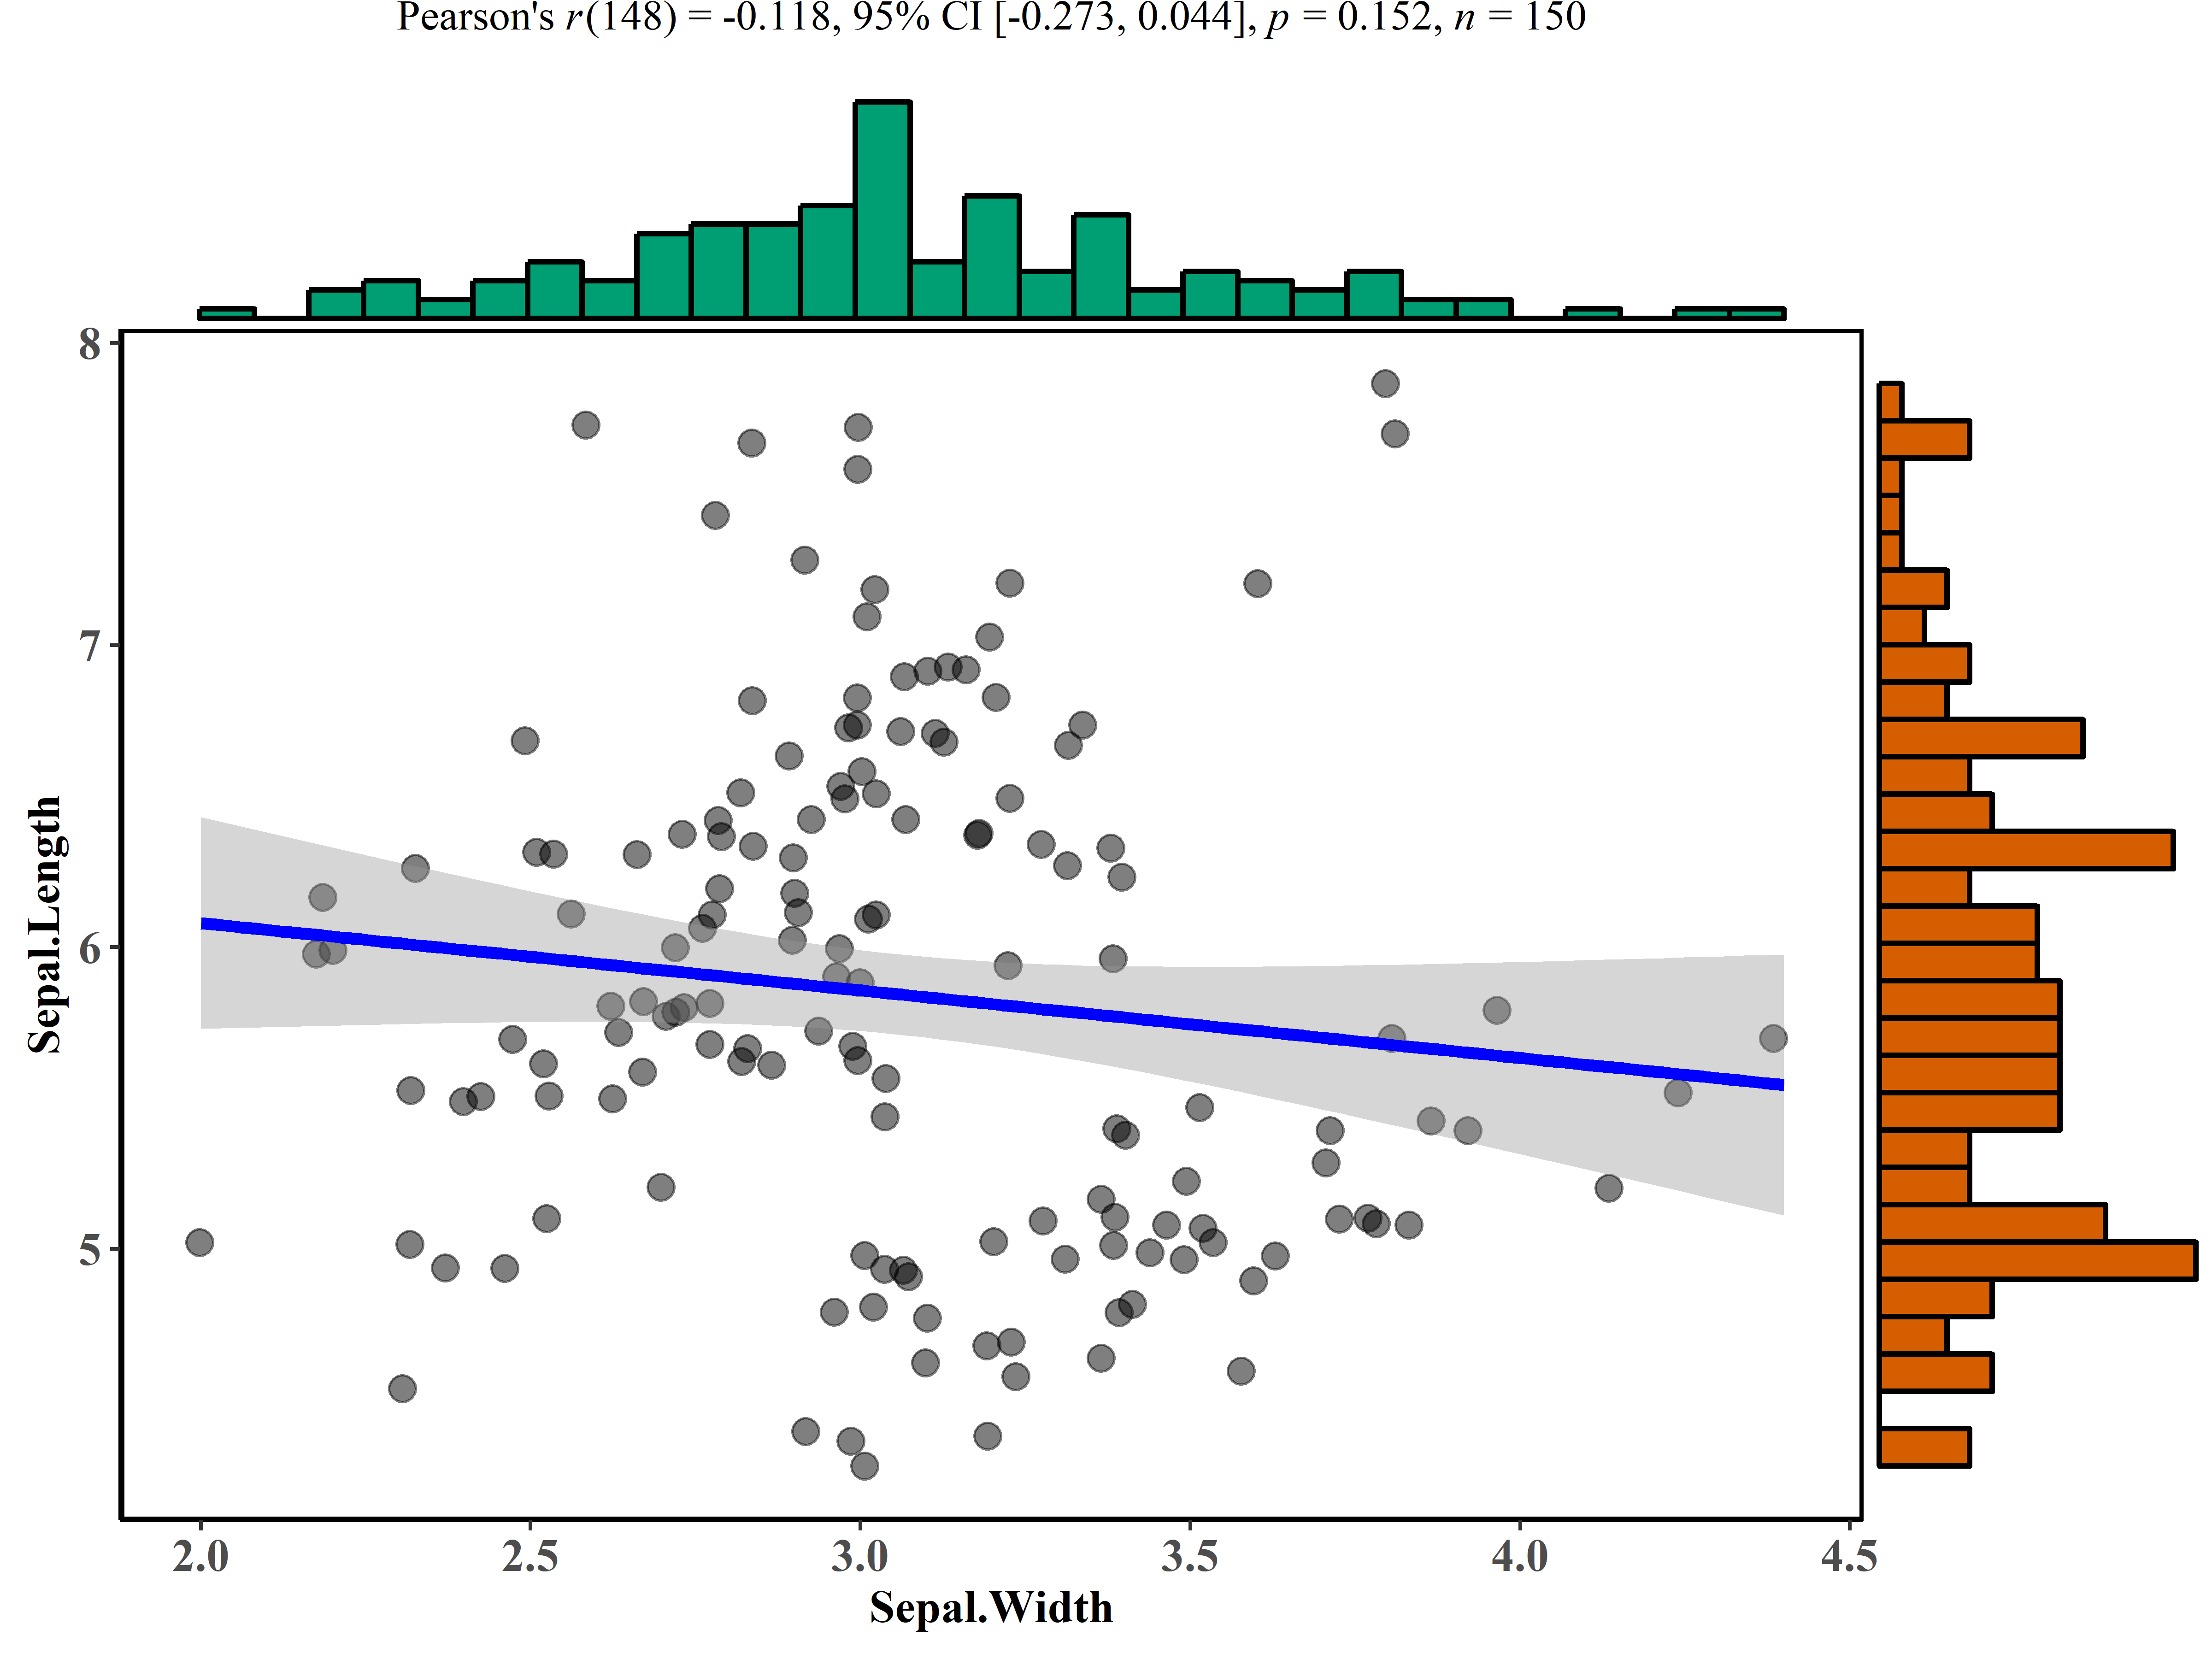 Pearson's r(148) = -0.118, 95% CI [-0.273, 0.044], p = 0.152, n = 150
8
7
6
5
Sepal.Length
2.0 2.5 3.0 3.5 4.0 4.5
Sepal.Width